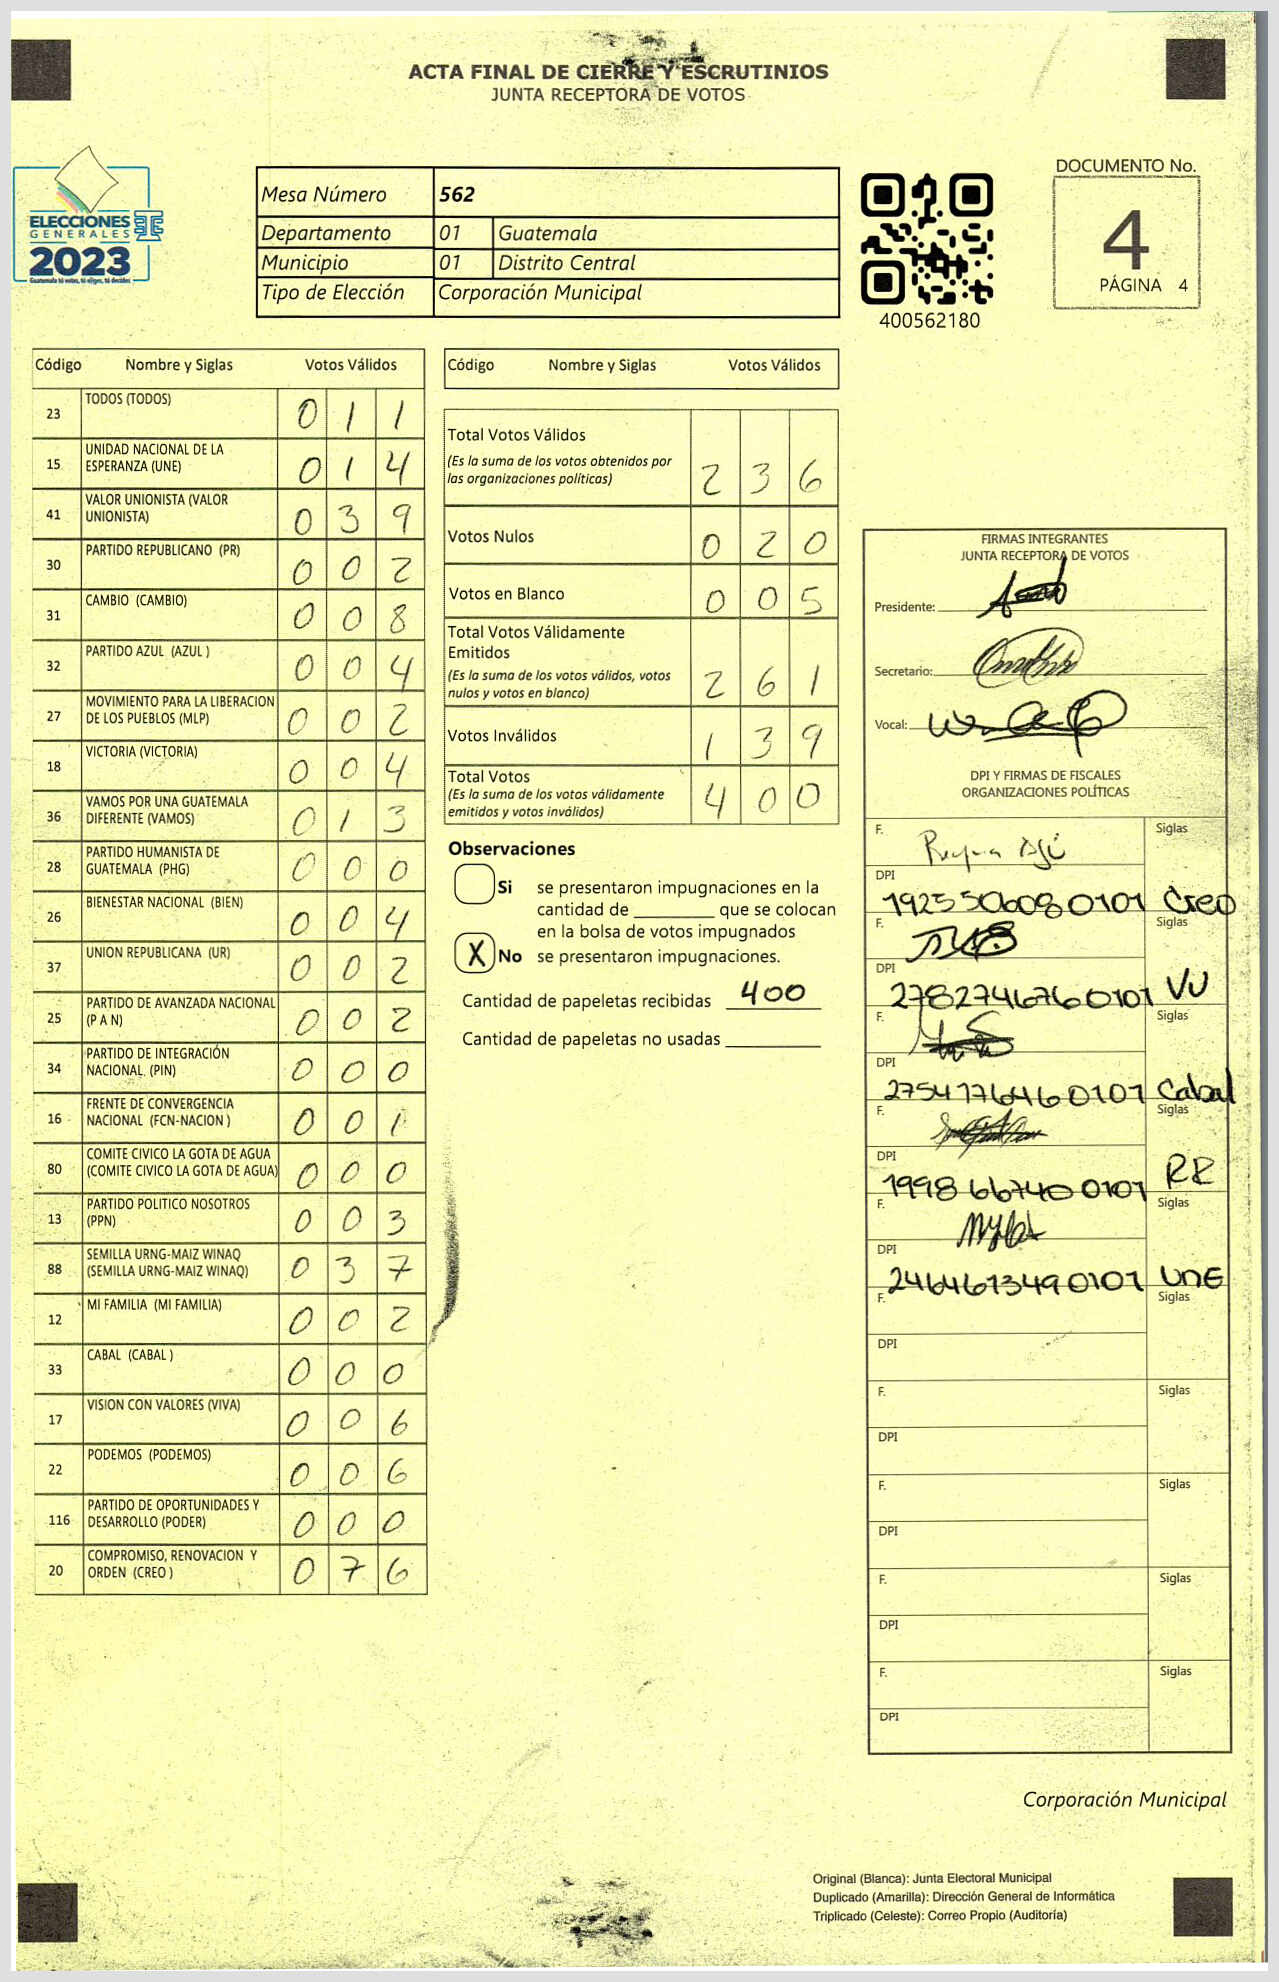 ACTA FINAL DE CIERRE Y ESCRUTINIOS
JUNTA RECEPTORA DE VOTOS
ELECCIONES
GENERALES
2023
Guatemala tú votas, tú eliges, tú decides
Mesa Número 562
Departamento 01 Guatemala
Municipio 01 Distrito Central
Tipo de Elección Corporación Municipal
400562180
DOCUMENTO No.
4
PÁGINA 4
Código Nombre y Siglas Votos Válidos
23 TODOS (TODOS) 0 1 1
15 UNIDAD NACIONAL DE LA
ESPERANZA (UNE) 0 1 4
41 VALOR UNIONISTA (VALOR
UNIONISTA) 0 3 9
30 PARTIDO REPUBLICANO (PR) 0 0 2
31 CAMBIO (CAMBIO) 0 0 8
32 PARTIDO AZUL (AZUL ) 0 0 4
27 MOVIMIENTO PARA LA LIBERACION
DE LOS PUEBLOS (MLP) 0 0 2
18 VICTORIA (VICTORIA) 0 0 4
36 VAMOS POR UNA GUATEMALA
DIFERENTE (VAMOS) 0 1 3
28 PARTIDO HUMANISTA DE
GUATEMALA (PHG) 0 0 0
26 BIENESTAR NACIONAL (BIEN) 0 0 4
37 UNION REPUBLICANA (UR) 0 0 2
25 PARTIDO DE AVANZADA NACIONAL
(P A N) 0 0 2
34 PARTIDO DE INTEGRACIÓN
NACIONAL (PIN) 0 0 0
16 FRENTE DE CONVERGENCIA
NACIONAL (FCN-NACION ) 0 0 1
80 COMITE CIVICO LA GOTA DE AGUA
(COMITE CIVICO LA GOTA DE AGUA) 0 0 0
13 PARTIDO POLITICO NOSOTROS
(PPN) 0 0 3
88 SEMILLA URNG-MAIZ WINAQ
(SEMILLA URNG-MAIZ WINAQ) 0 3 7
12 MI FAMILIA (MI FAMILIA) 0 0 2
33 CABAL (CABAL ) 0 0 0
17 VISION CON VALORES (VIVA) 0 0 6
22 PODEMOS (PODEMOS) 0 0 6
116 PARTIDO DE OPORTUNIDADES Y
DESARROLLO (PODER) 0 0 0
20 COMPROMISO, RENOVACION Y
ORDEN (CREO ) 0 7 6
Código Nombre y Siglas Votos Válidos
Total Votos Válidos
(Es la suma de los votos obtenidos por
las organizaciones políticas) 2 3 6
Votos Nulos 0 2 0
Votos en Blanco 0 0 5
Total Votos Válidamente
Emitidos
(Es la suma de los votos válidos, votos
nulos y votos en blanco) 2 6 1
Votos Inválidos 1 3 9
Total Votos
(Es la suma de los votos válidamente
emitidos y votos inválidos) 4 0 0
Observaciones
Si se presentaron impugnaciones en la
cantidad de ________ que se colocan
en la bolsa de votos impugnados
X No se presentaron impugnaciones.
Cantidad de papeletas recibidas 400
Cantidad de papeletas no usadas
FIRMAS INTEGRANTES
JUNTA RECEPTORA DE VOTOS
Presidente:
Secretario:
Vocal:
DPI Y FIRMAS DE FISCALES
ORGANIZACIONES POLÍTICAS
F. Siglas
DPI 1925506080101 Creo
F. Siglas
DPI 2782746760101 VU
F. Siglas
DPI 27541776460101 Cabal
F. Siglas
DPI 1998667400101
F. Siglas
DPI 2464673490101 UNE
F. Siglas
DPI
F. Siglas
DPI
F. Siglas
DPI
F. Siglas
DPI
F. Siglas
DPI
Corporación Municipal
Original (Blanca): Junta Electoral Municipal
Duplicado (Amarilla): Dirección General de Informática
Triplicado (Celeste): Correo Propio (Auditoría)